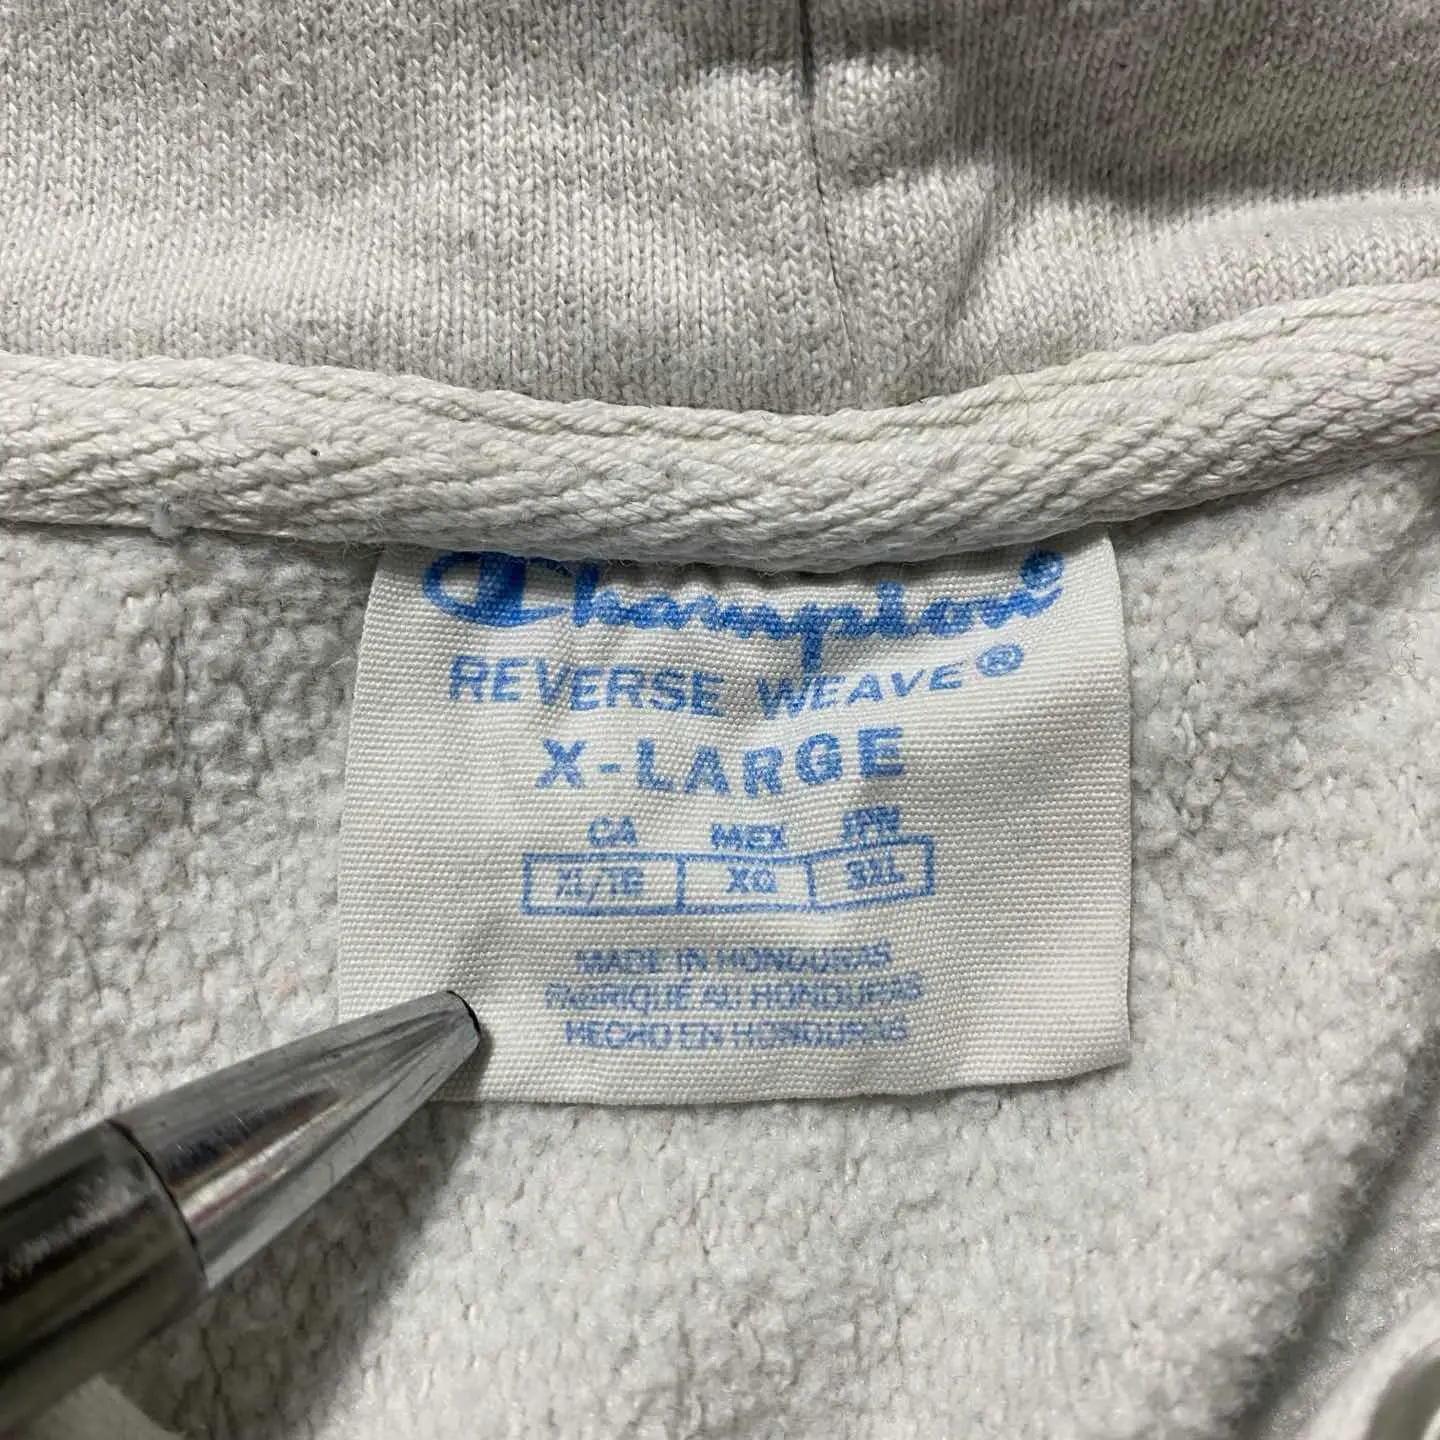 Champion®
REVERSE WEAVE®
X-LARGE
CA MEX JPN
XL/TG XG 3XL
MADE IN HONDURAS
FABRIQUÉ AU HONDURAS
HECHO EN HONDURAS